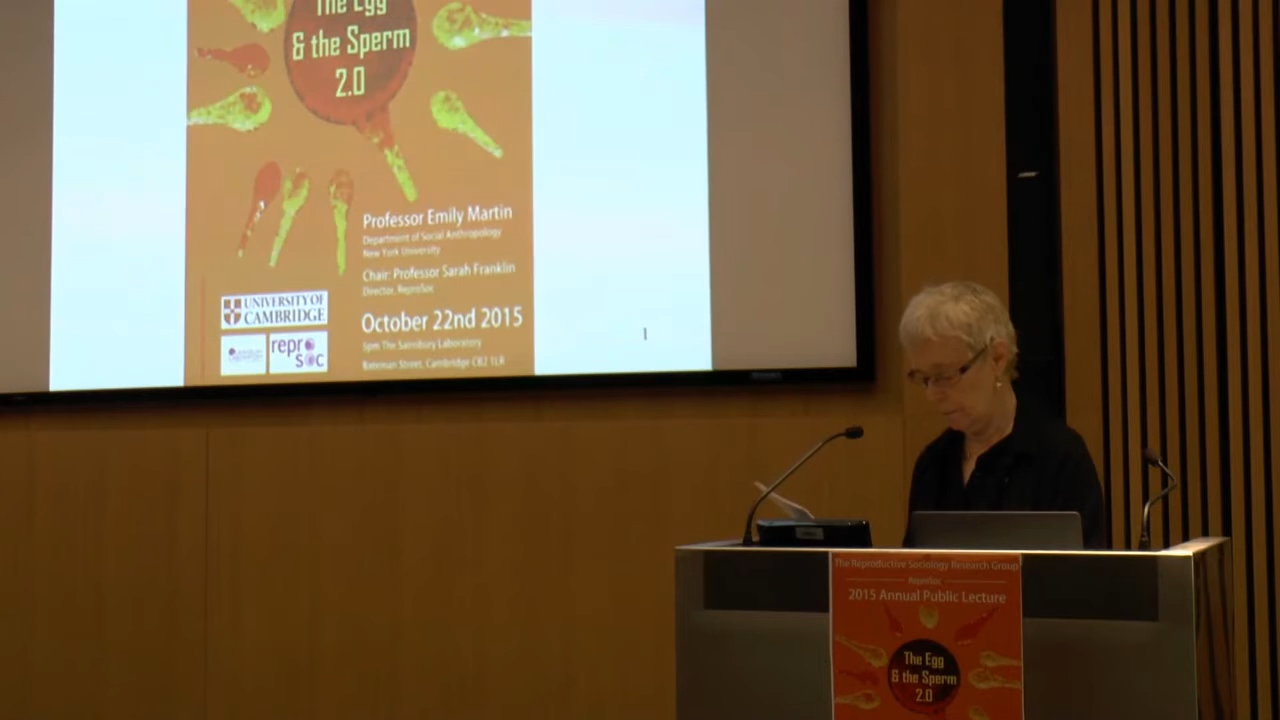 The Egg
& the Sperm
2.0
Professor Emily Martin
Department of Social Anthropology
New York University
Chair: Professor Sarah Franklin
Director, ReproSoc
UNIVERSITY OF
CAMBRIDGE
October 22nd 2015
5pm The Sainsbury Laboratory
Bateman Street, Cambridge CB2 1LR
repro
soc
1
The Reproductive Sociology Research Group
ReproSoc
2015 Annual Public Lecture
The Egg
& the Sperm
2.0